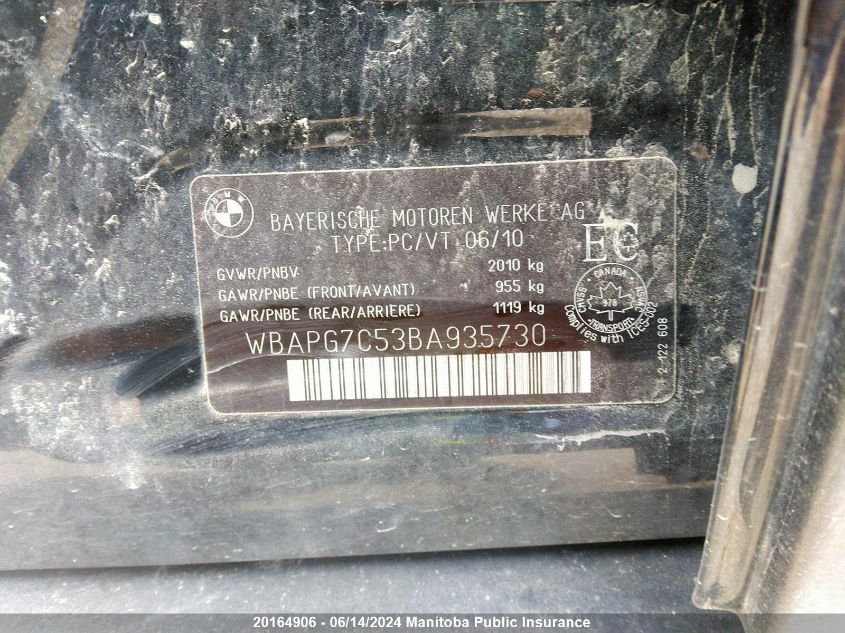 BMW
BAYERISCHE MOTOREN WERKE AG
TYPE:PC/VT 06/10
GVWR/PNBV 2010 kg
GAWR/PNBE (FRONT/AVANT) 955 kg
GAWR/PNBE (REAR/ARRIERE) 1119 kg
WBAPG7C53BA935730
EC
CANADA
978
TRANSPORT
Complies with ICES-002
2 122 608
20164906 - 06/14/2024 Manitoba Public Insurance